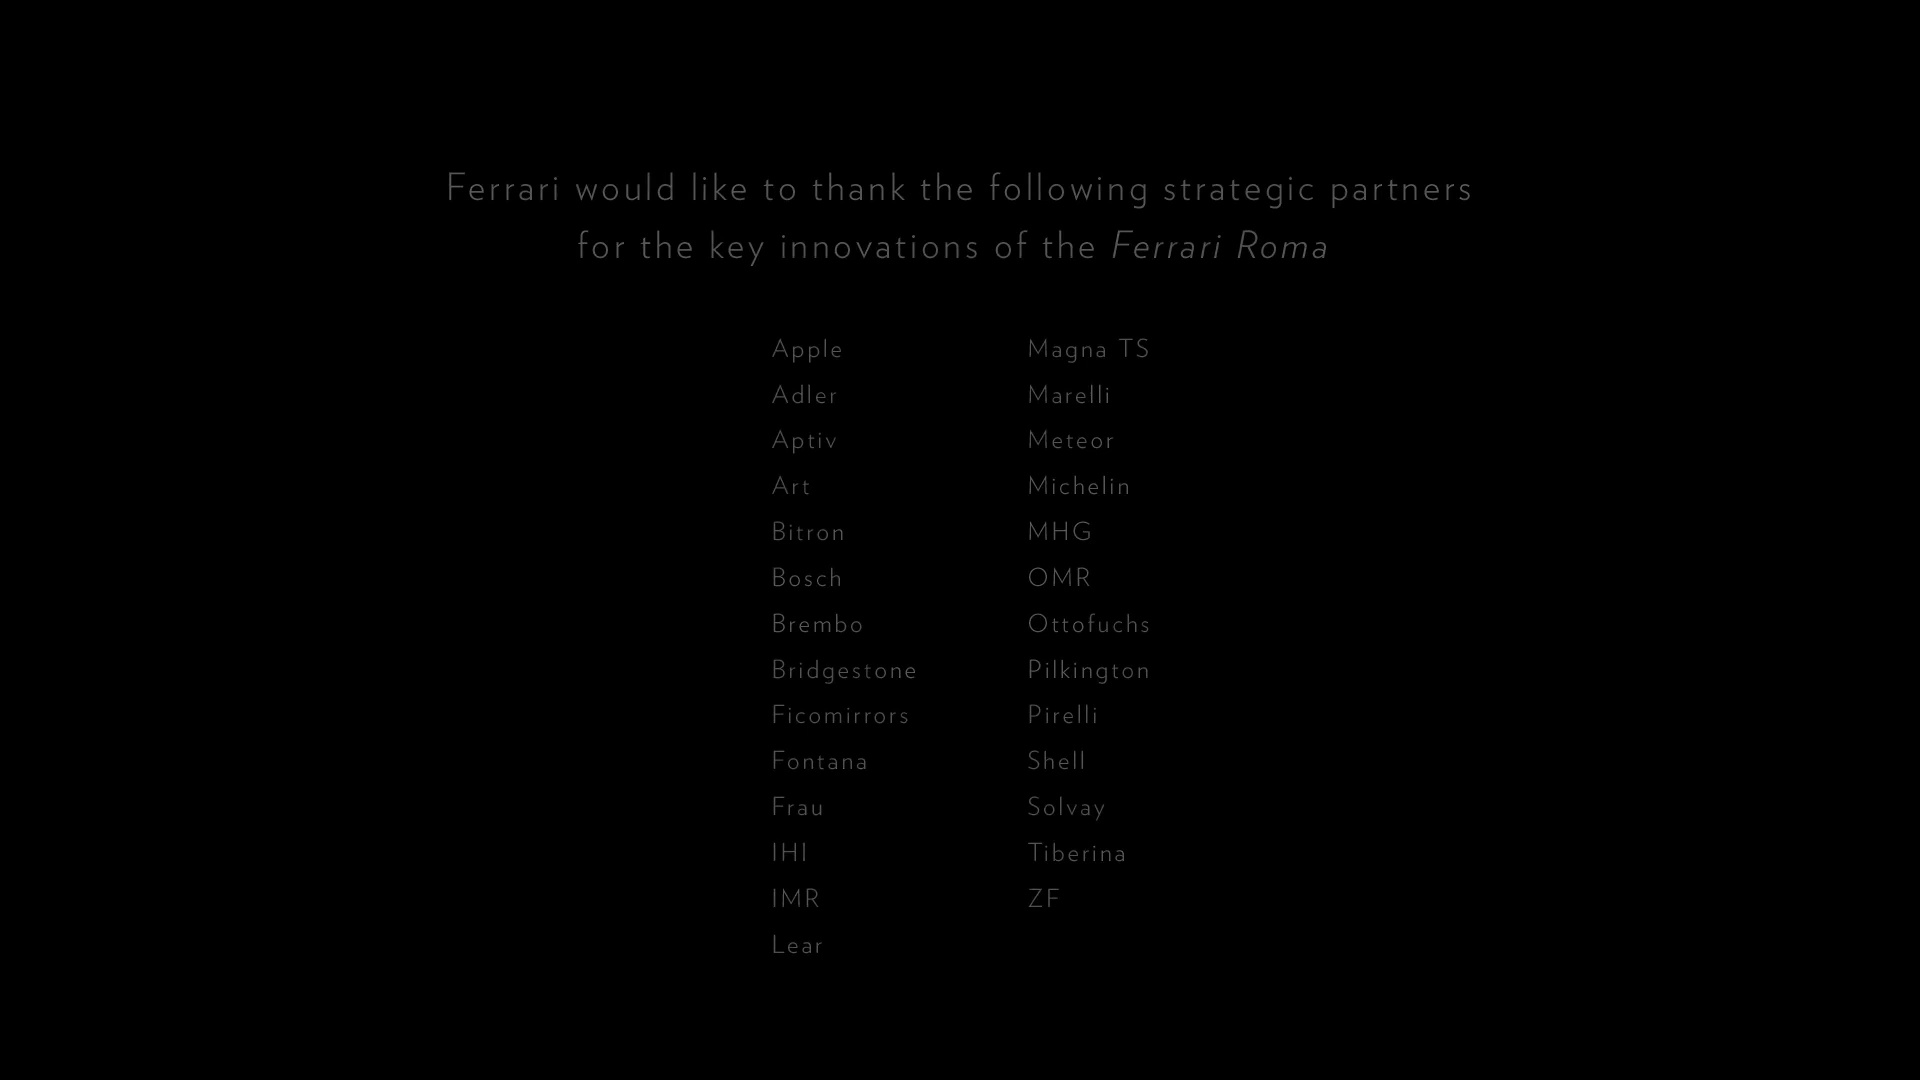 Ferrari would like to thank the following strategic partners
for the key innovations of the Ferrari Roma
Apple
Adler
Aptiv
Art
Bitron
Bosch
Brembo
Bridgestone
Ficomirrors
Fontana
Frau
IHI
IMR
Lear
Magna TS
Marelli
Meteor
Michelin
MHG
OMR
Ottofuchs
Pilkington
Pirelli
Shell
Solvay
Tiberina
ZF